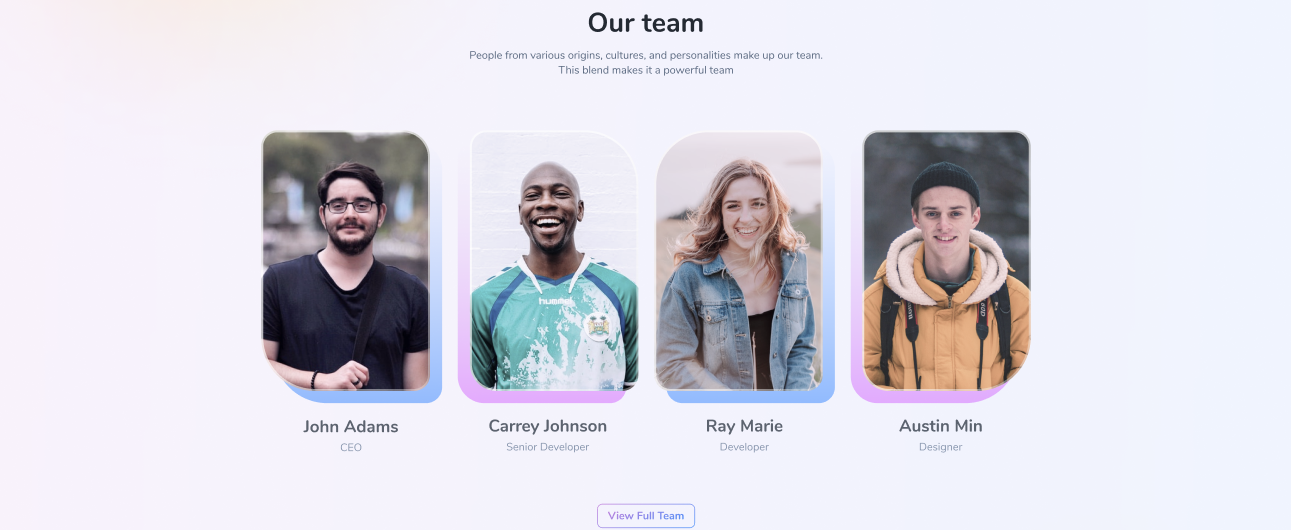 Our team
People from various origins, cultures, and personalities make up our team.
This blend makes it a powerful team
hummel
John Adams
Carrey Johnson
Ray Marie
Austin Min
CEO
Senior Developer
Developer
Designer
View Full Team